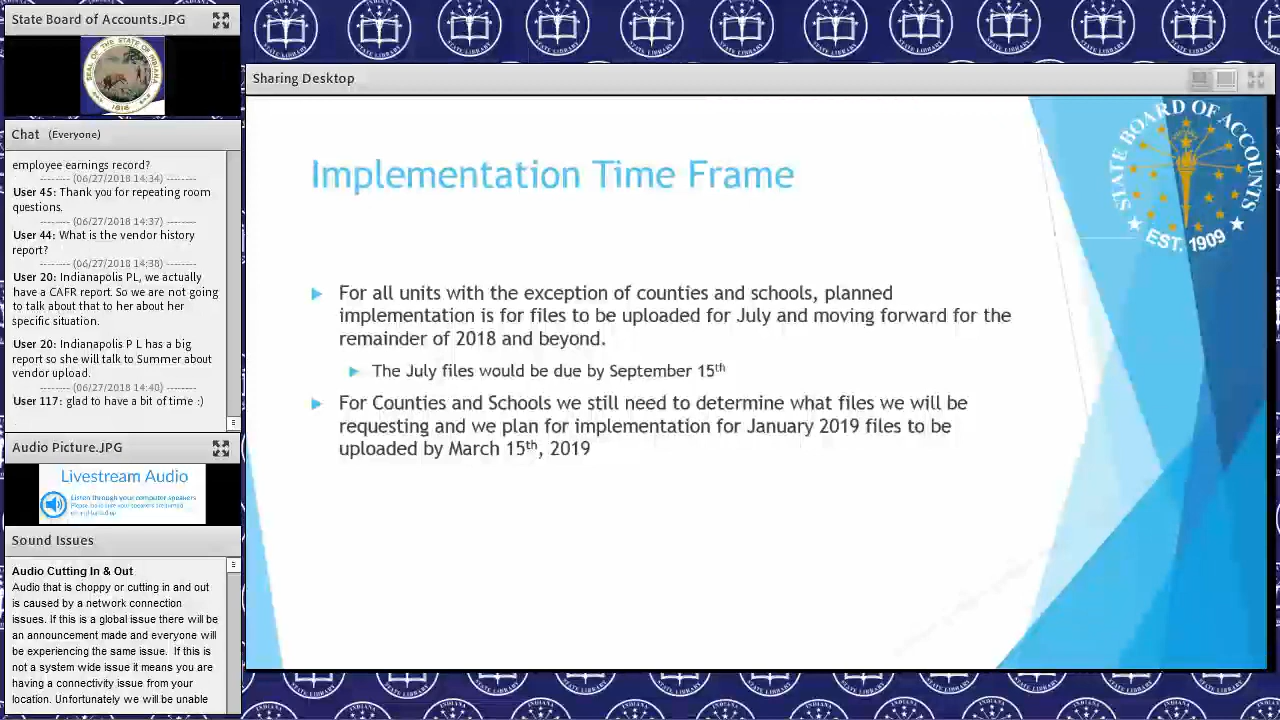 State Board of Accounts.JPG
SEAL OF THE STATE OF INDIANA
1816
Chat (Everyone)
employee earnings record?
-------- (06/27/2018 14:34) --------
User 45: Thank you for repeating room
questions.
-------- (06/27/2018 14:37) --------
User 44: What is the vendor history
report?
-------- (06/27/2018 14:38) --------
User 20: Indianapolis PL, we actually
have a CAFR report. So we are not going
to talk about that to her about her
specific situation.
User 20: Indianapolis P L has a big
report so she will talk to Summer about
vendor upload.
-------- (06/27/2018 14:40) --------
User 117: glad to have a bit of time :)
Audio Picture.JPG
Livestream Audio
Listen through your computer speakers
Sound Issues
Audio Cutting In & Out
Audio that is choppy or cutting in and out
is caused by a network connection
issues. If this is a global issue there will be
an announcement made and everyone will
be experiencing the same issue. If this is
not a system wide issue it means you are
having a connectivity issue from your
location. Unfortunately we will be unable
Sharing Desktop
STATE BOARD OF ACCOUNTS
EST. 1909
Implementation Time Frame
For all units with the exception of counties and schools, planned
implementation is for files to be uploaded for July and moving forward for the
remainder of 2018 and beyond.
The July files would be due by September 15th
For Counties and Schools we still need to determine what files we will be
requesting and we plan for implementation for January 2019 files to be
uploaded by March 15th, 2019
INDIANA
STATE LIBRARY